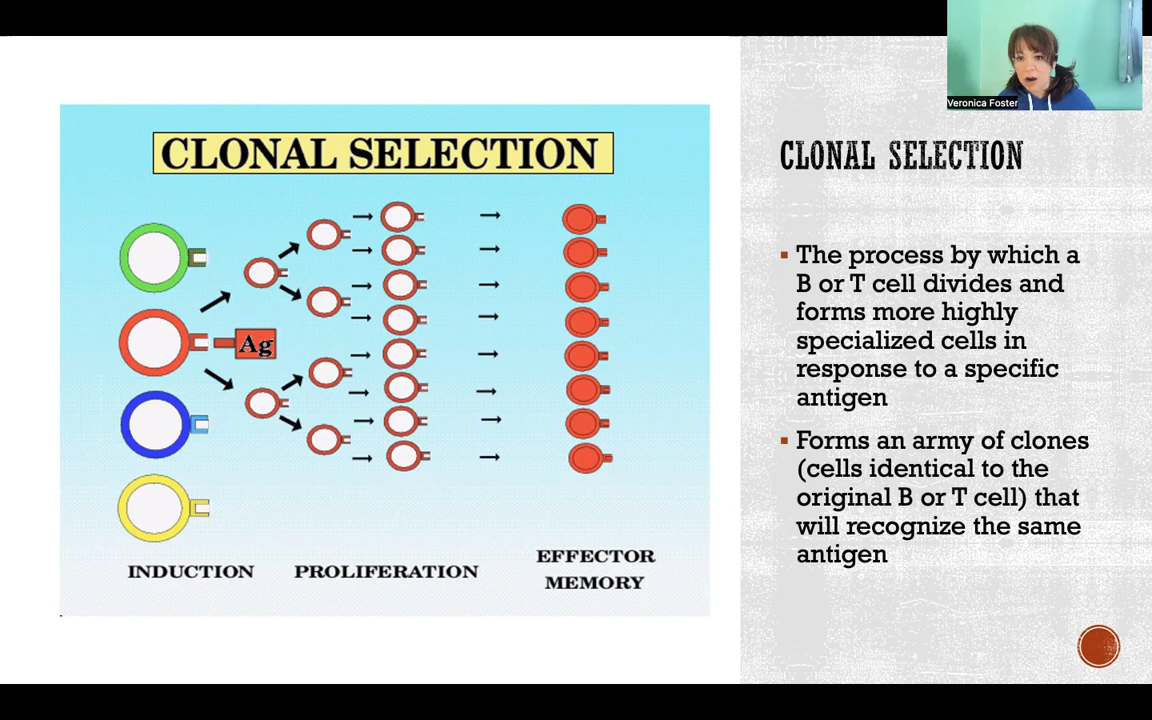 Veronica Foster
CLONAL SELECTION
Ag
INDUCTION
PROLIFERATION
EFFECTOR
MEMORY
CLONAL SELECTION
▪ The process by which a
B or T cell divides and
forms more highly
specialized cells in
response to a specific
antigen
▪ Forms an army of clones
(cells identical to the
original B or T cell) that
will recognize the same
antigen